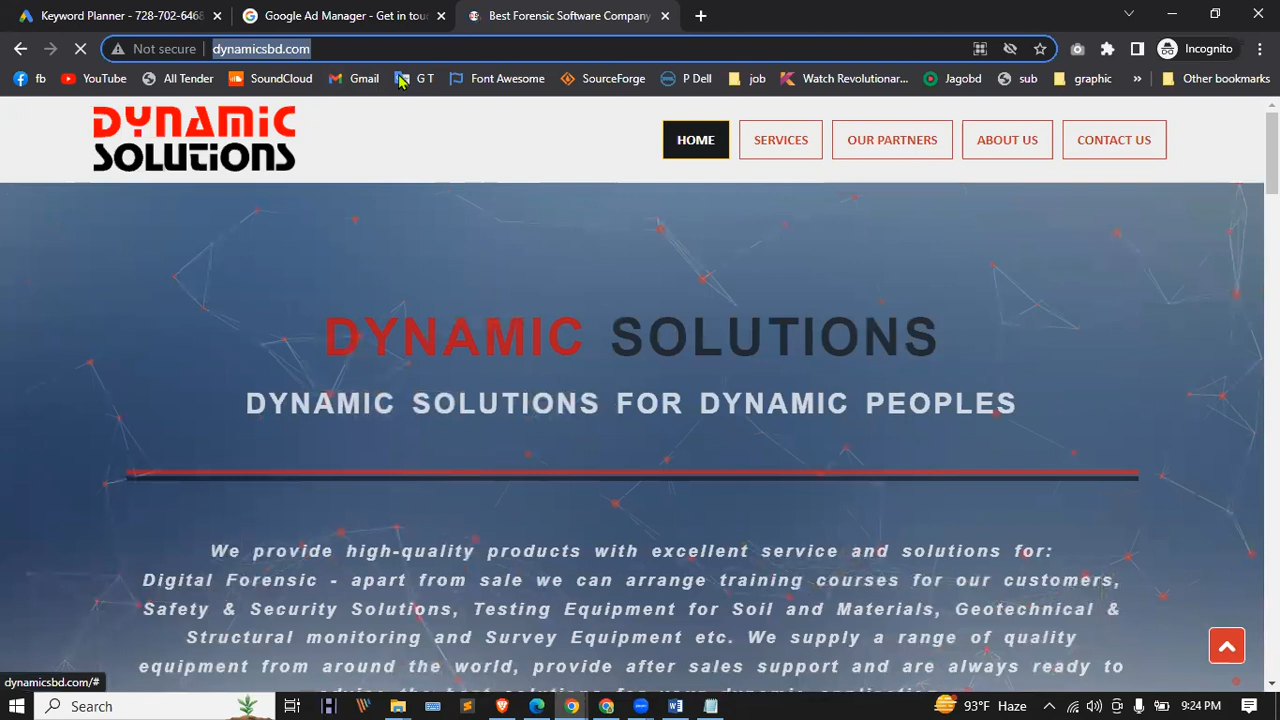 Keyword Planner - 728-702-6468
Google Ad Manager - Get in touc
Best Forensic Software Company
Not secure
dynamicsbd.com
Incognito
fb
YouTube
All Tender
SoundCloud
Gmail
G T
Font Awesome
SourceForge
P Dell
job
Watch Revolutionar...
Jagobd
sub
graphic
»
Other bookmarks
DYNAMIC
SOLUTIONS
HOME
SERVICES
OUR PARTNERS
ABOUT US
CONTACT US
DYNAMIC SOLUTIONS
DYNAMIC SOLUTIONS FOR DYNAMIC PEOPLES
We provide high-quality products with excellent service and solutions for:
Digital Forensic - apart from sale we can arrange training courses for our customers,
Safety & Security Solutions, Testing Equipment for Soil and Materials, Geotechnical &
Structural monitoring and Survey Equipment etc. We supply a range of quality
equipment from around the world, provide after sales support and are always ready to
dynamicsbd.com/#
Search
93°F Haze
9:24 PM